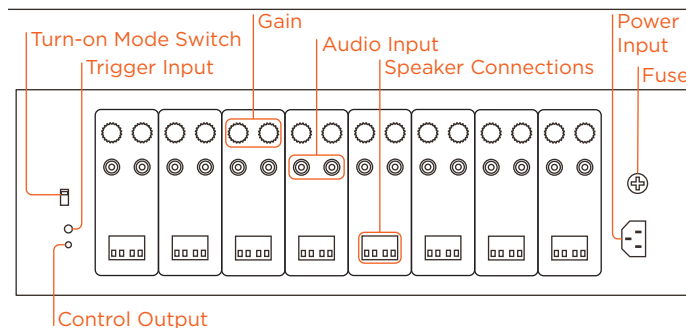 Gain
Power
Input
Turn-on Mode Switch
Audio Input
Trigger Input
Speaker Connections
Fuse
Control Output